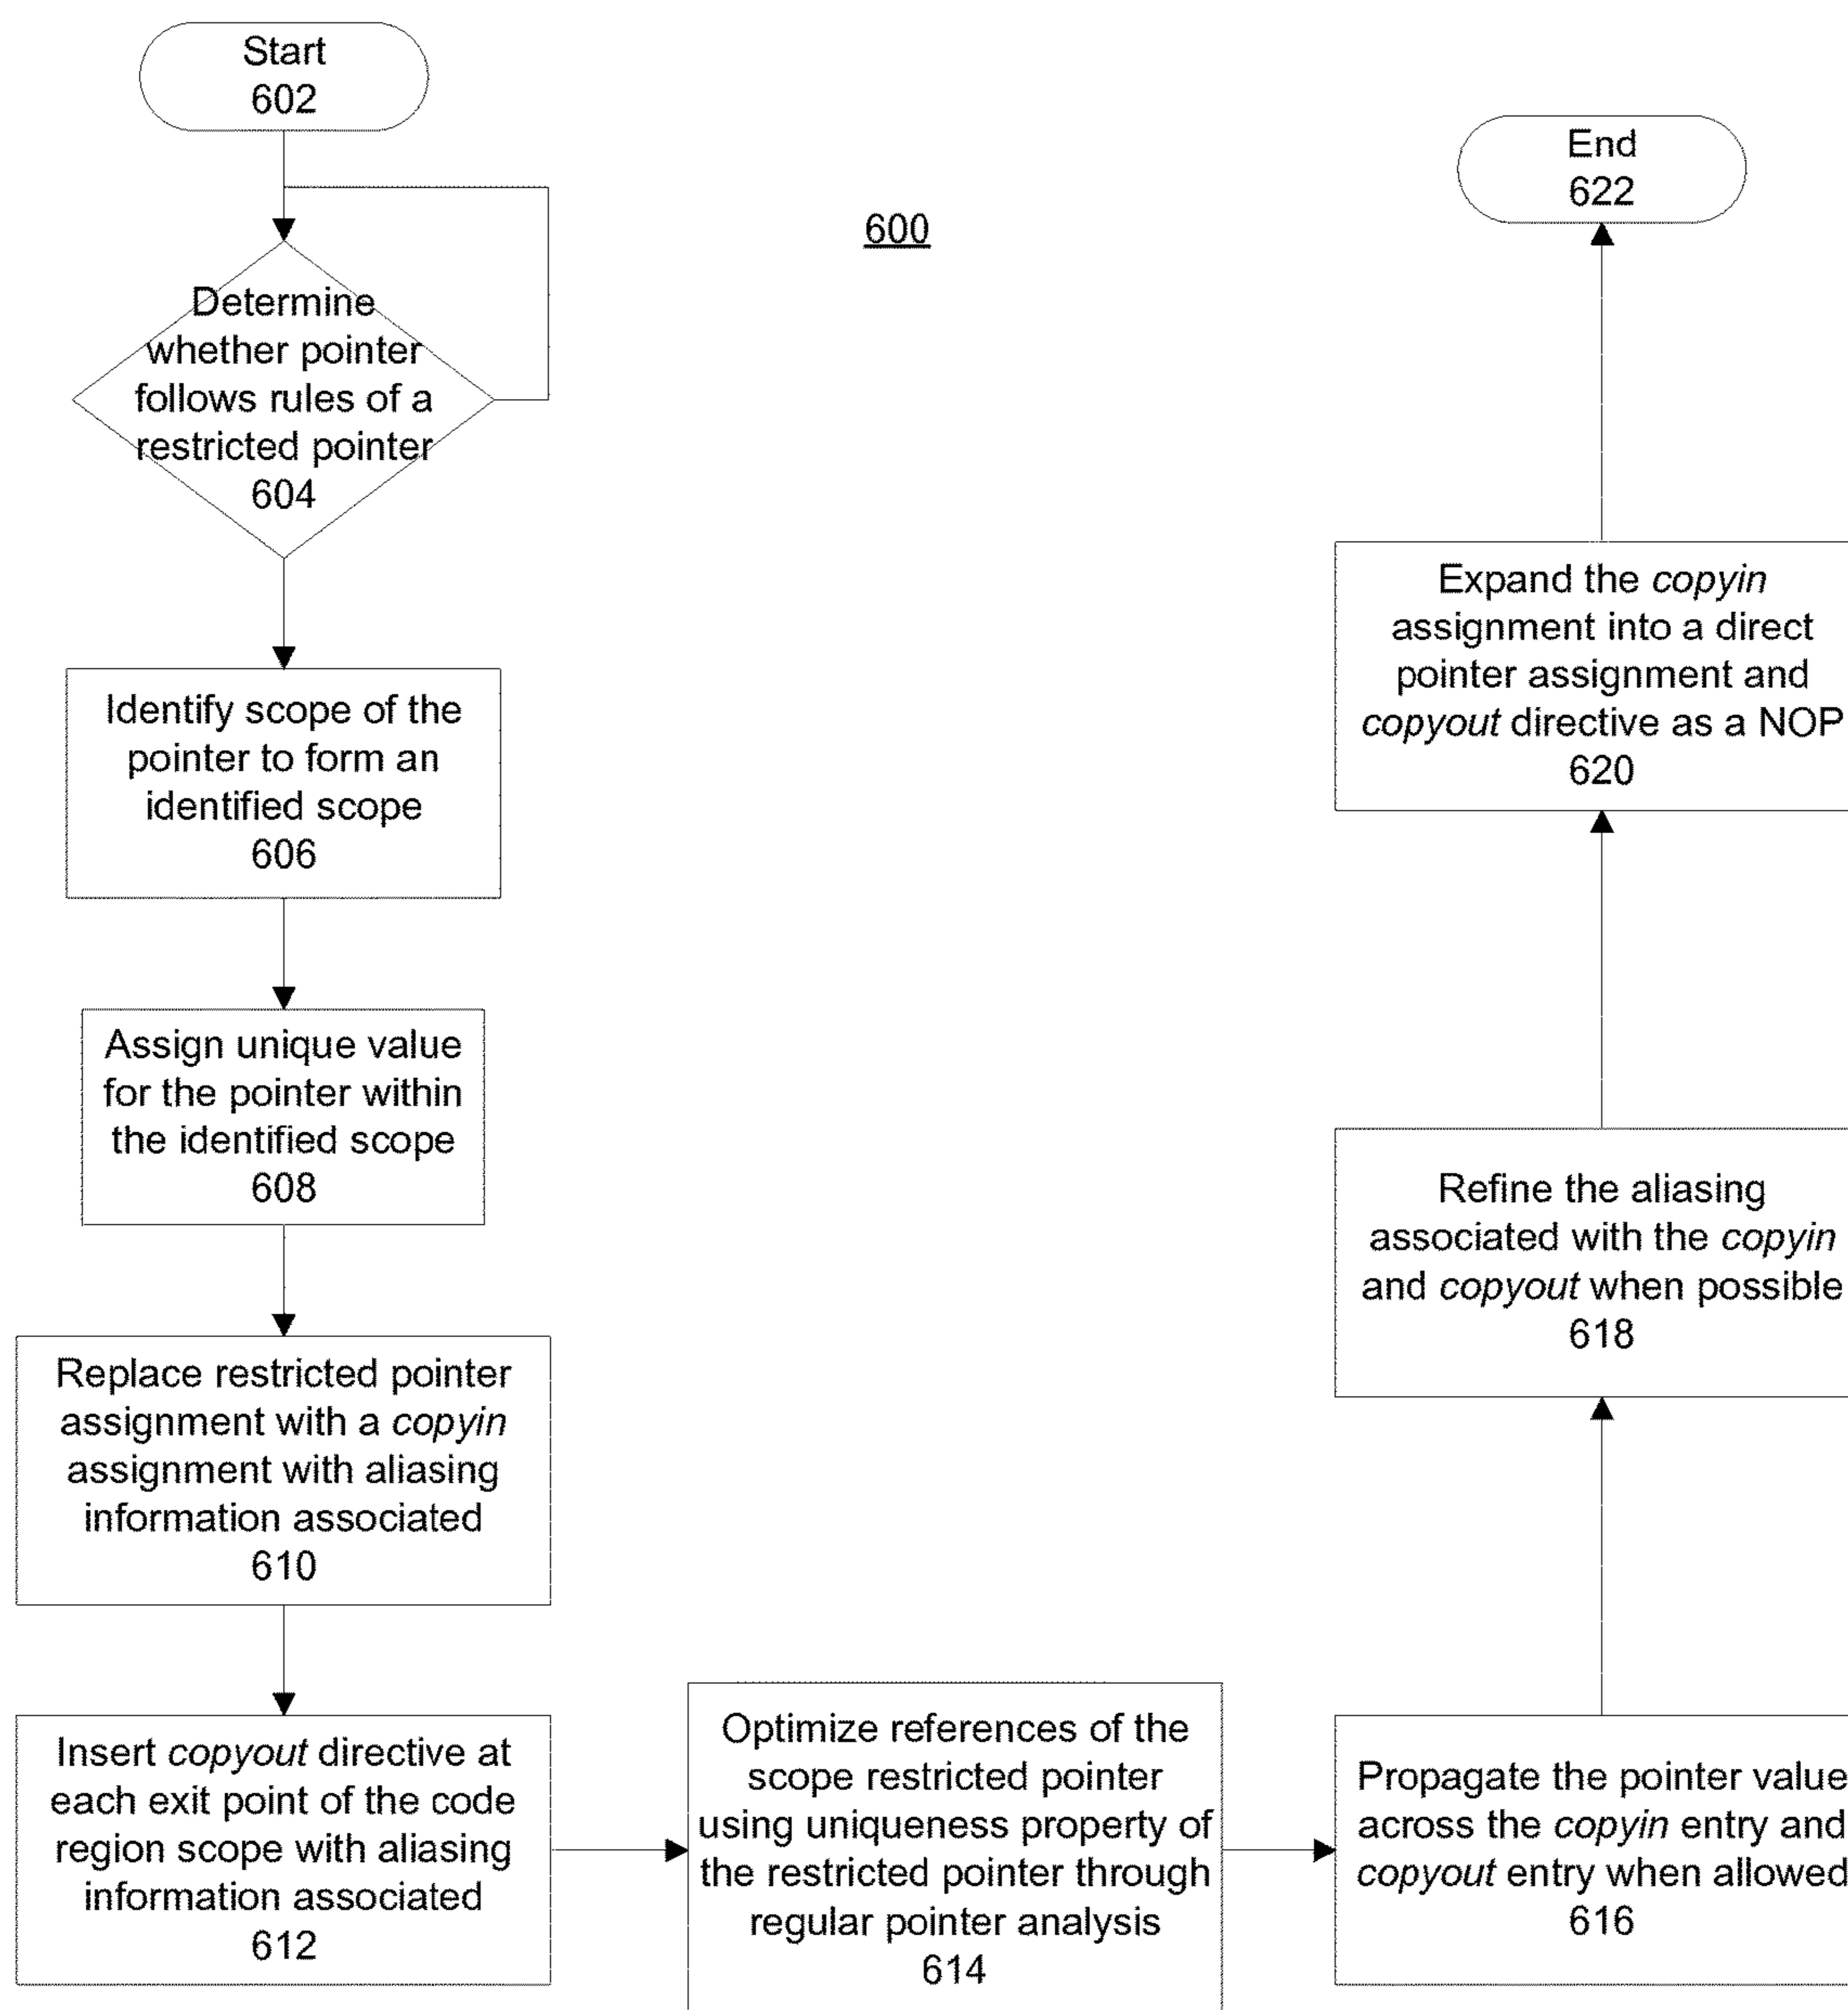 Start
602
Determine
whether pointer
follows rules of a
restricted pointer
604
Identify scope of the
pointer to form an
identified scope
606
Assign unique value
for the pointer within
the identified scope
608
Replace restricted pointer
assignment with a copyin
assignment with aliasing
information associated
610
Insert copyout directive at
each exit point of the code
region scope with aliasing
information associated
612
Optimize references of the
scope restricted pointer
using uniqueness property of
the restricted pointer through
regular pointer analysis
614
Propagate the pointer value
across the copyin entry and
copyout entry when allowed
616
Refine the aliasing
associated with the copyin
and copyout when possible
618
Expand the copyin
assignment into a direct
pointer assignment and
copyout directive as a NOP
620
End
622
600